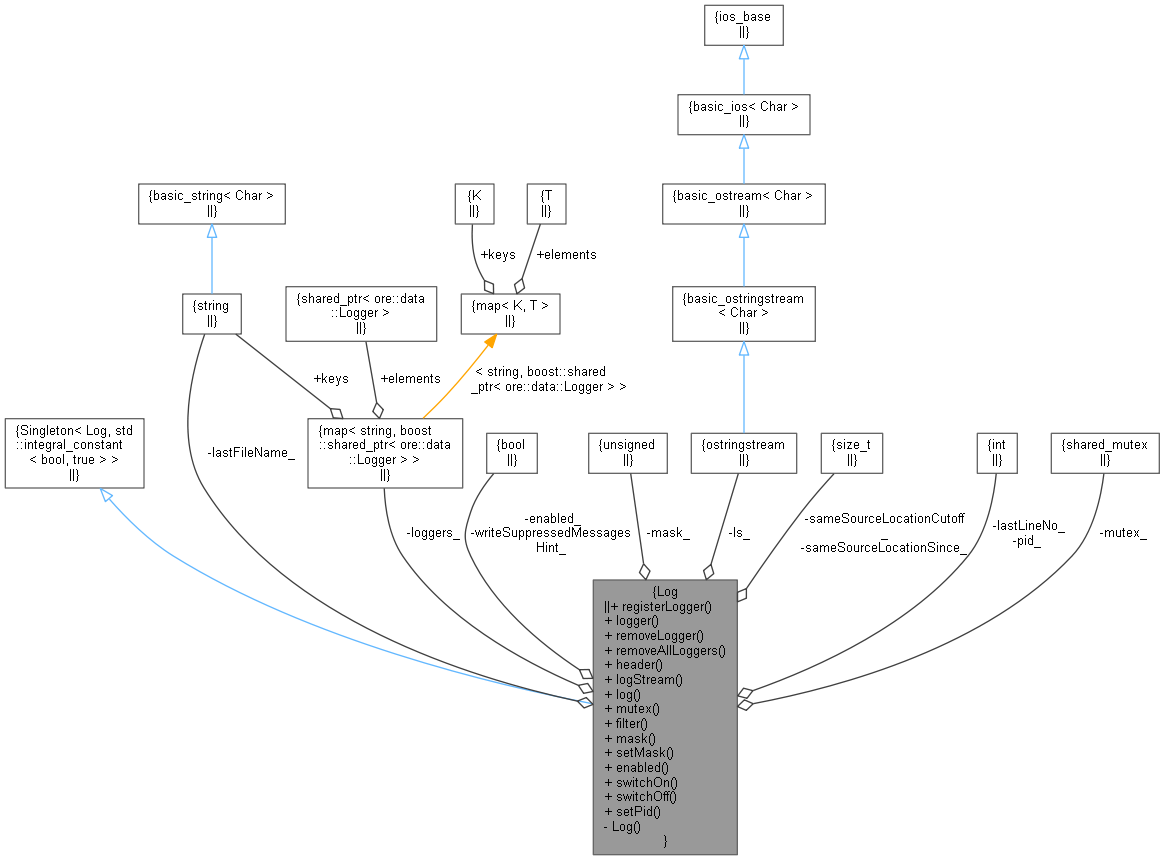 {ios_base
||}
{basic_ios< Char >
||}
{basic_string< Char >
||}
{K
||}
{T
||}
{basic_ostream< Char >
||}
+keys
+elements
{string
||}
{shared_ptr< ore::data
::Logger >
||}
{map< K, T >
||}
{basic_ostringstream
< Char >
||}
+keys
+elements
< string, boost::shared
_ptr< ore::data::Logger > >
{Singleton< Log, std
::integral_constant
< bool, true > >
||}
-lastFileName_
{map< string, boost
::shared_ptr< ore::data
::Logger > >
||}
{bool
||}
{unsigned
||}
{ostringstream
||}
{size_t
||}
{int
||}
{shared_mutex
||}
-loggers_
-enabled_
-writeSuppressedMessages
Hint_
-mask_
-ls_
-sameSourceLocationCutoff
_
-sameSourceLocationSince_
-lastLineNo_
-pid_
-mutex_
{Log
||+ registerLogger()
+ logger()
+ removeLogger()
+ removeAllLoggers()
+ header()
+ logStream()
+ log()
+ mutex()
+ filter()
+ mask()
+ setMask()
+ enabled()
+ switchOn()
+ switchOff()
+ setPid()
- Log()
}